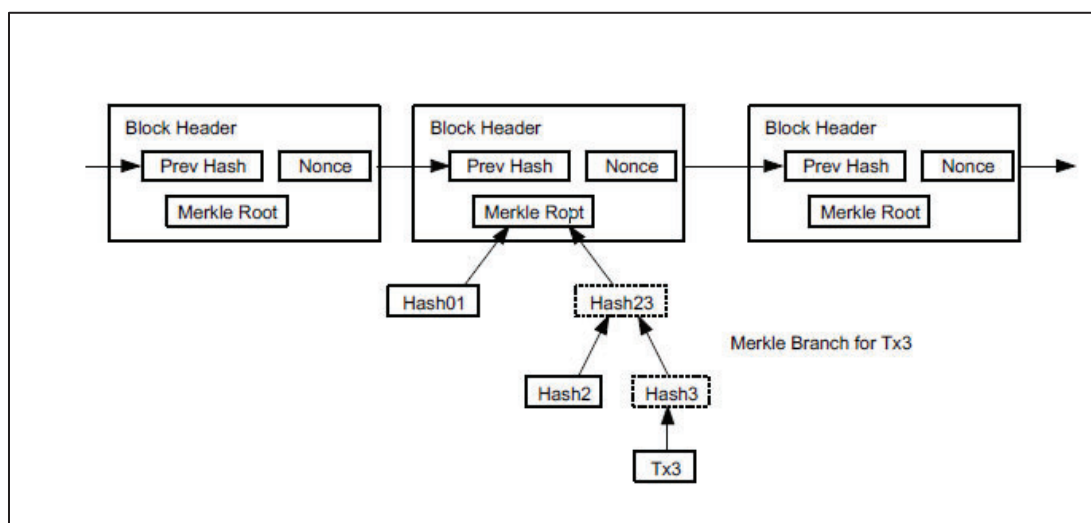 Block Header Block Header Block Header
Prev Hash Nonce Prev Hash Nonce Prev Hash Nonce
Merkle Root Merkle Root Merkle Root
Hash01 Hash23
Merkle Branch for Tx3
Hash2 Hash3
Tx3